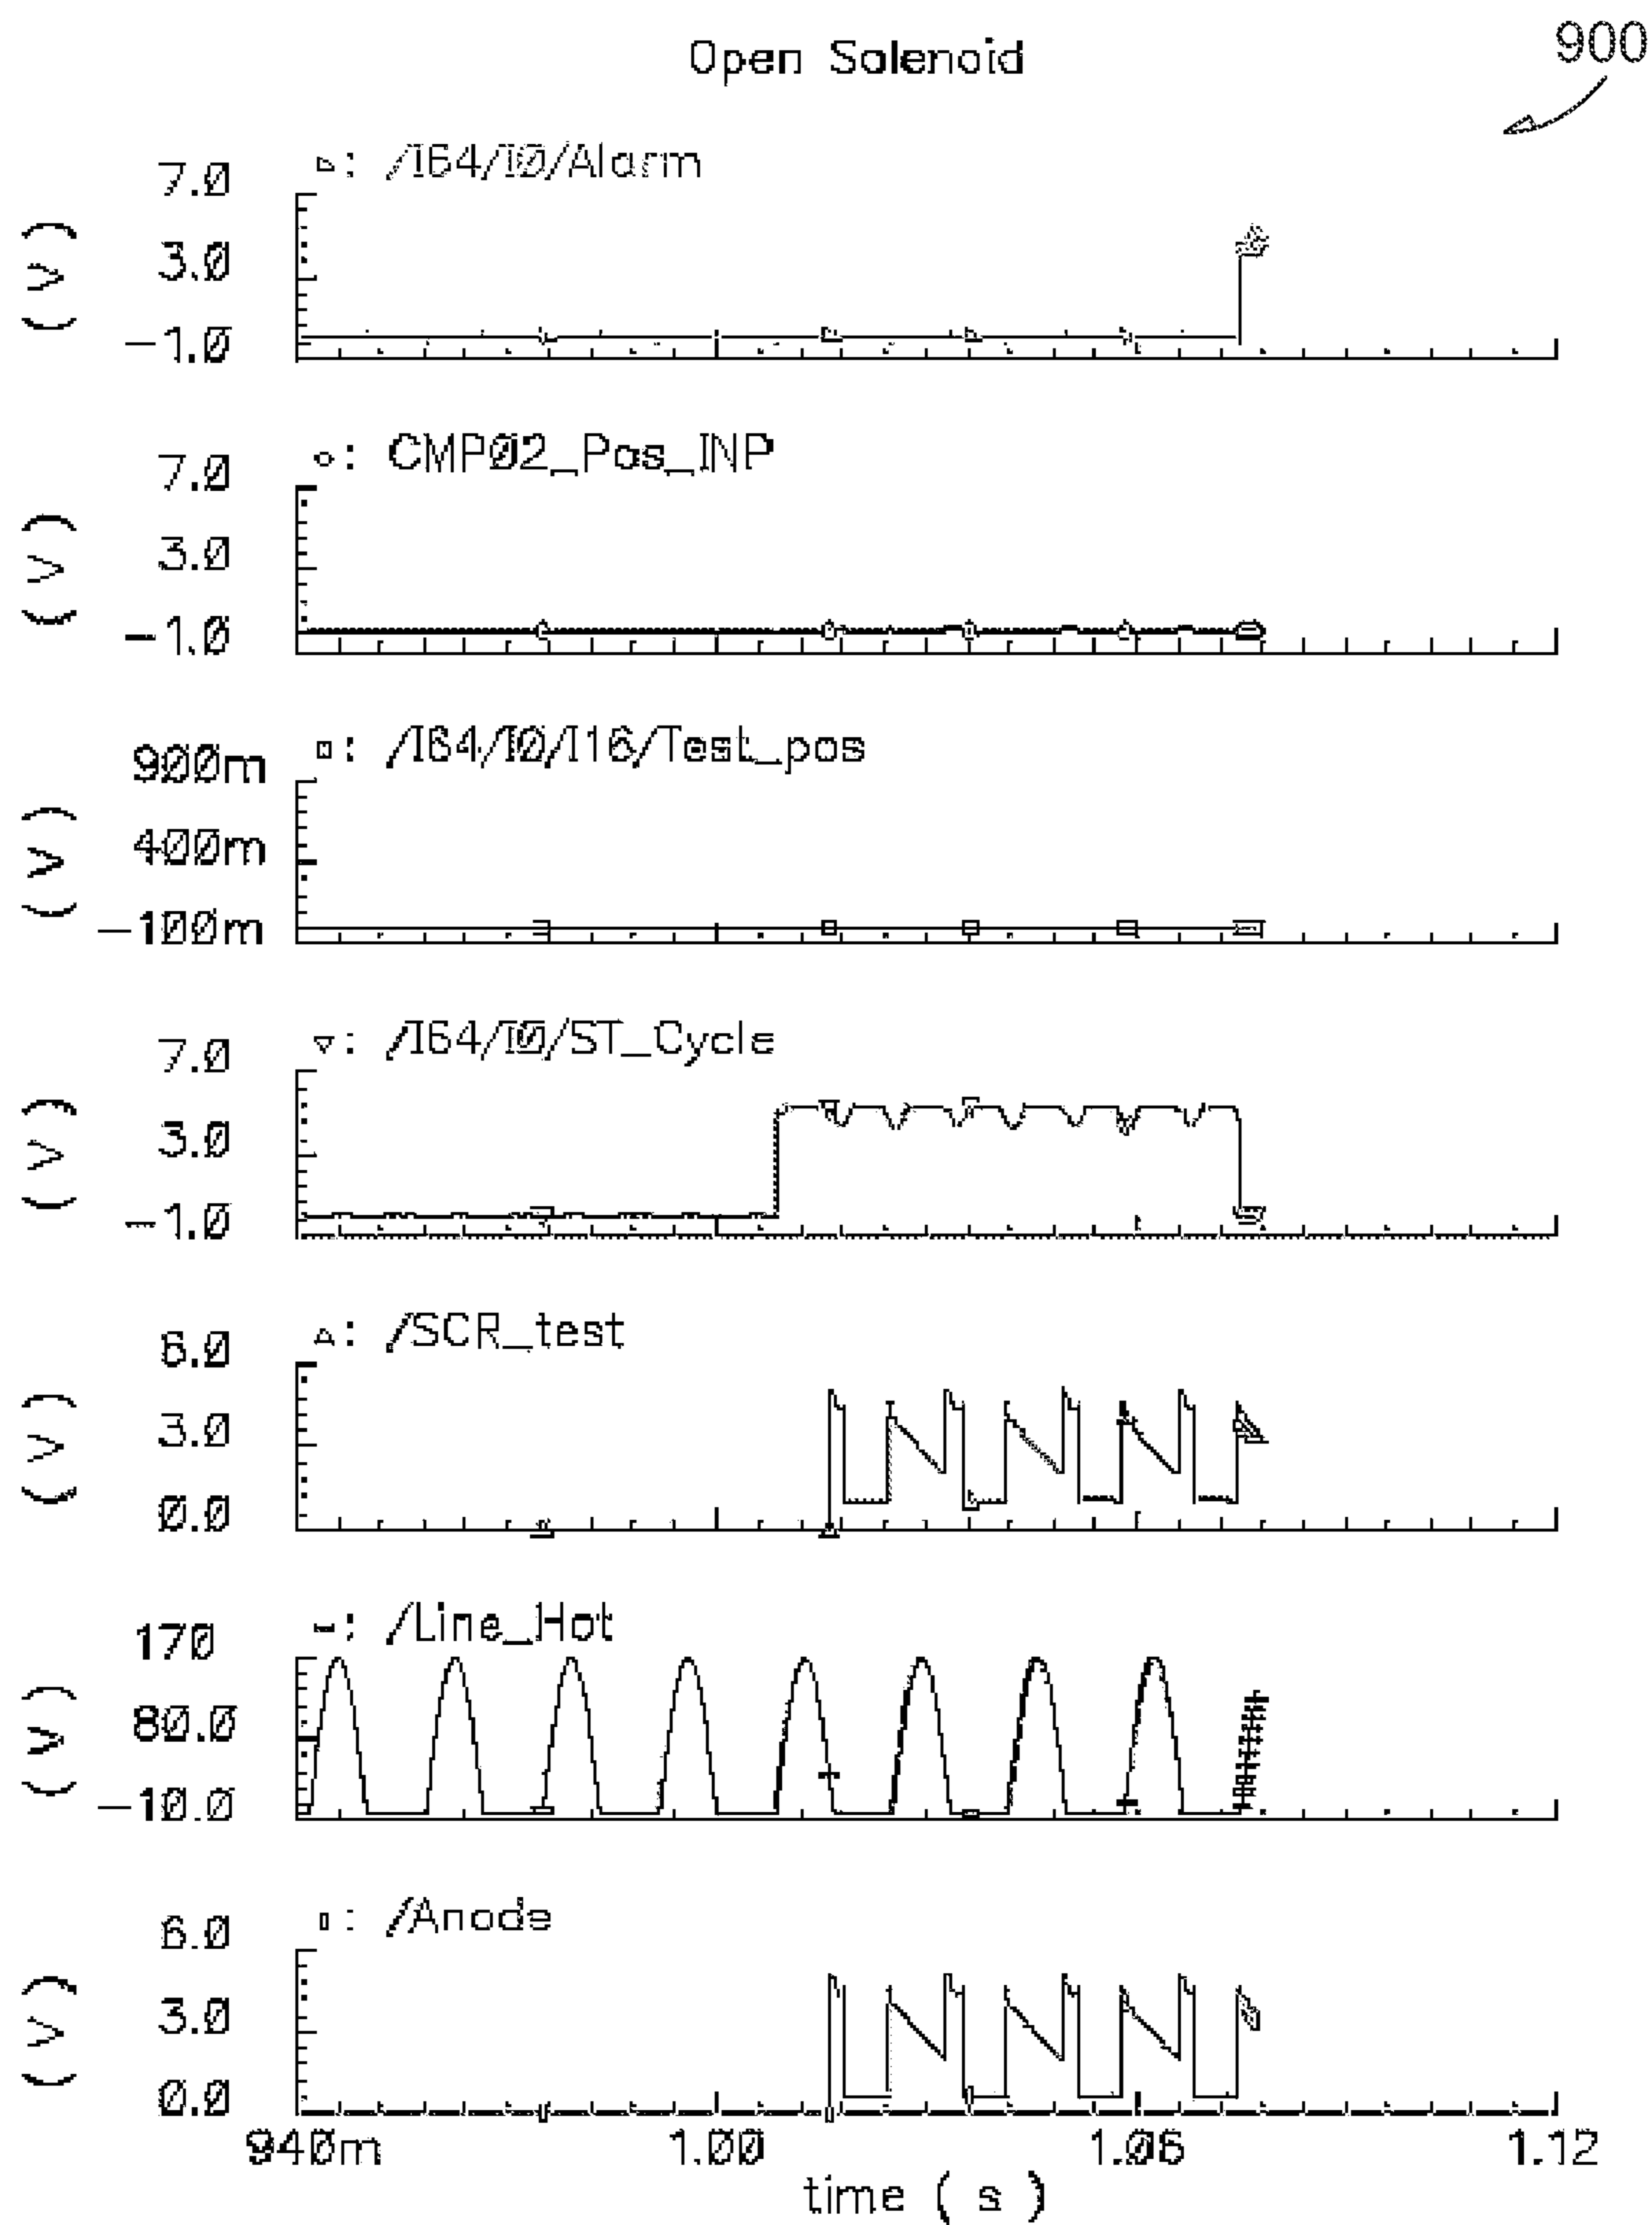 Open Solenoid
900
▷: /I64/I0/Alarm
7.0
3.0
−1.0
( V )
○: CMP02_Pos_INP
7.0
3.0
−1.0
( V )
□: /I64/I0/I16/Test_pos
900m
400m
−100m
( V )
▽: /I64/I0/ST_Cycle
7.0
3.0
−1.0
( V )
△: /SCR_test
6.0
3.0
0.0
( V )
-: /Line_Hot
170
80.0
−10.0
( V )
▯: /Anode
6.0
3.0
0.0
( V )
940m 1.00 1.06 1.12
time ( s )